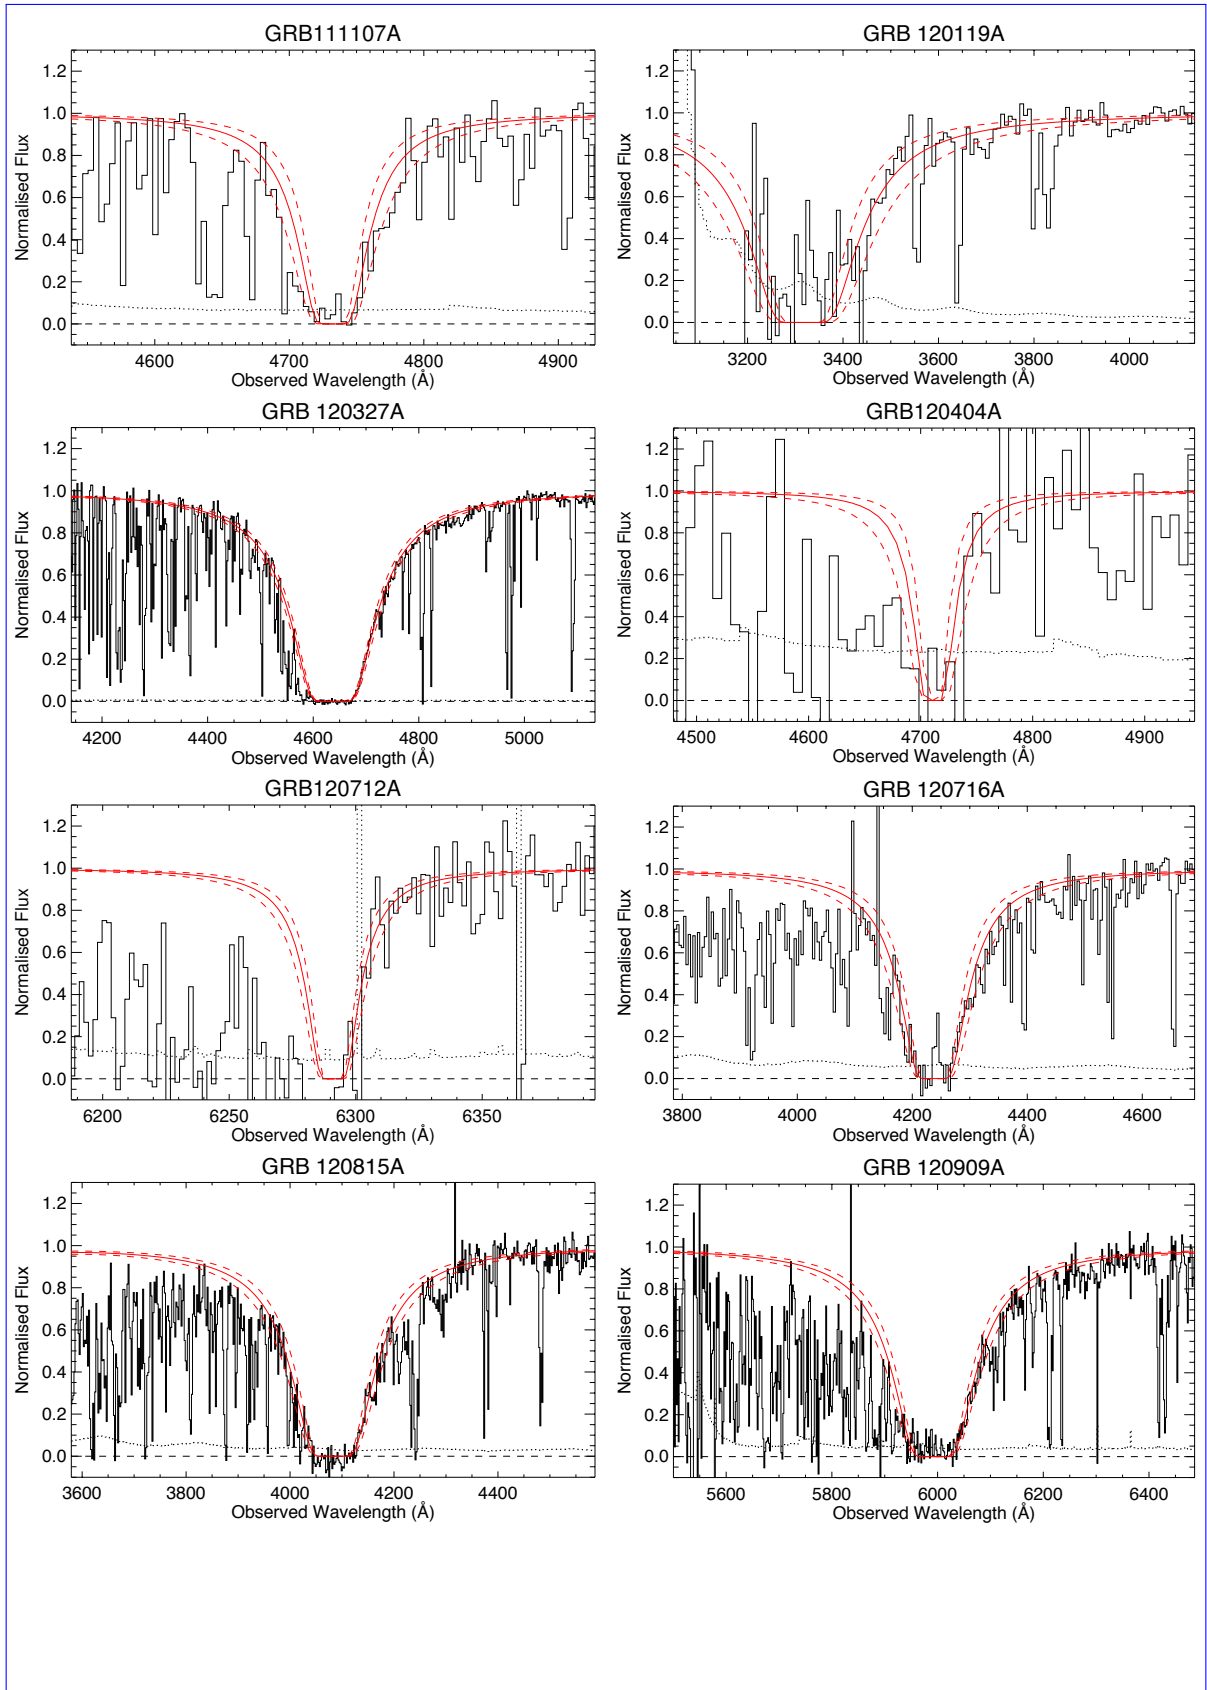 GRB111107A
Normalised Flux
1.2
1.0
0.8
0.6
0.4
0.2
0.0
4600 4700 4800 4900
Observed Wavelength (Å)
GRB 120119A
Normalised Flux
1.2
1.0
0.8
0.6
0.4
0.2
0.0
3200 3400 3600 3800 4000
Observed Wavelength (Å)
GRB 120327A
Normalised Flux
1.2
1.0
0.8
0.6
0.4
0.2
0.0
4200 4400 4600 4800 5000
Observed Wavelength (Å)
GRB120404A
Normalised Flux
1.2
1.0
0.8
0.6
0.4
0.2
0.0
4500 4600 4700 4800 4900
Observed Wavelength (Å)
GRB120712A
Normalised Flux
1.2
1.0
0.8
0.6
0.4
0.2
0.0
6200 6250 6300 6350
Observed Wavelength (Å)
GRB 120716A
Normalised Flux
1.2
1.0
0.8
0.6
0.4
0.2
0.0
3800 4000 4200 4400 4600
Observed Wavelength (Å)
GRB 120815A
Normalised Flux
1.2
1.0
0.8
0.6
0.4
0.2
0.0
3600 3800 4000 4200 4400
Observed Wavelength (Å)
GRB 120909A
Normalised Flux
1.2
1.0
0.8
0.6
0.4
0.2
0.0
5600 5800 6000 6200 6400
Observed Wavelength (Å)